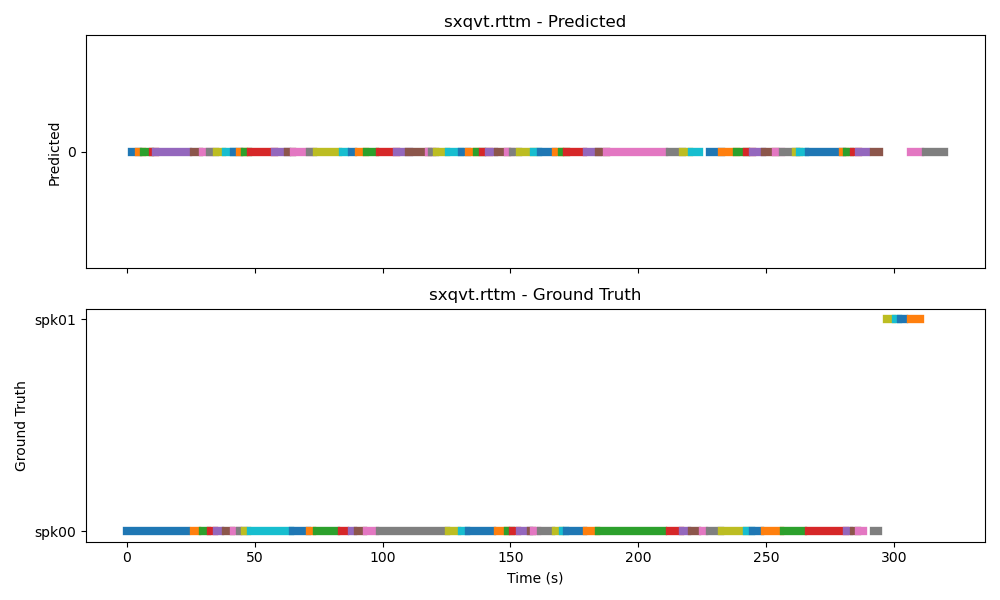 sxqvt.rttm - Predicted
Predicted
0
sxqvt.rttm - Ground Truth
Ground Truth
spk01
spk00
0 50 100 150 200 250 300
Time (s)